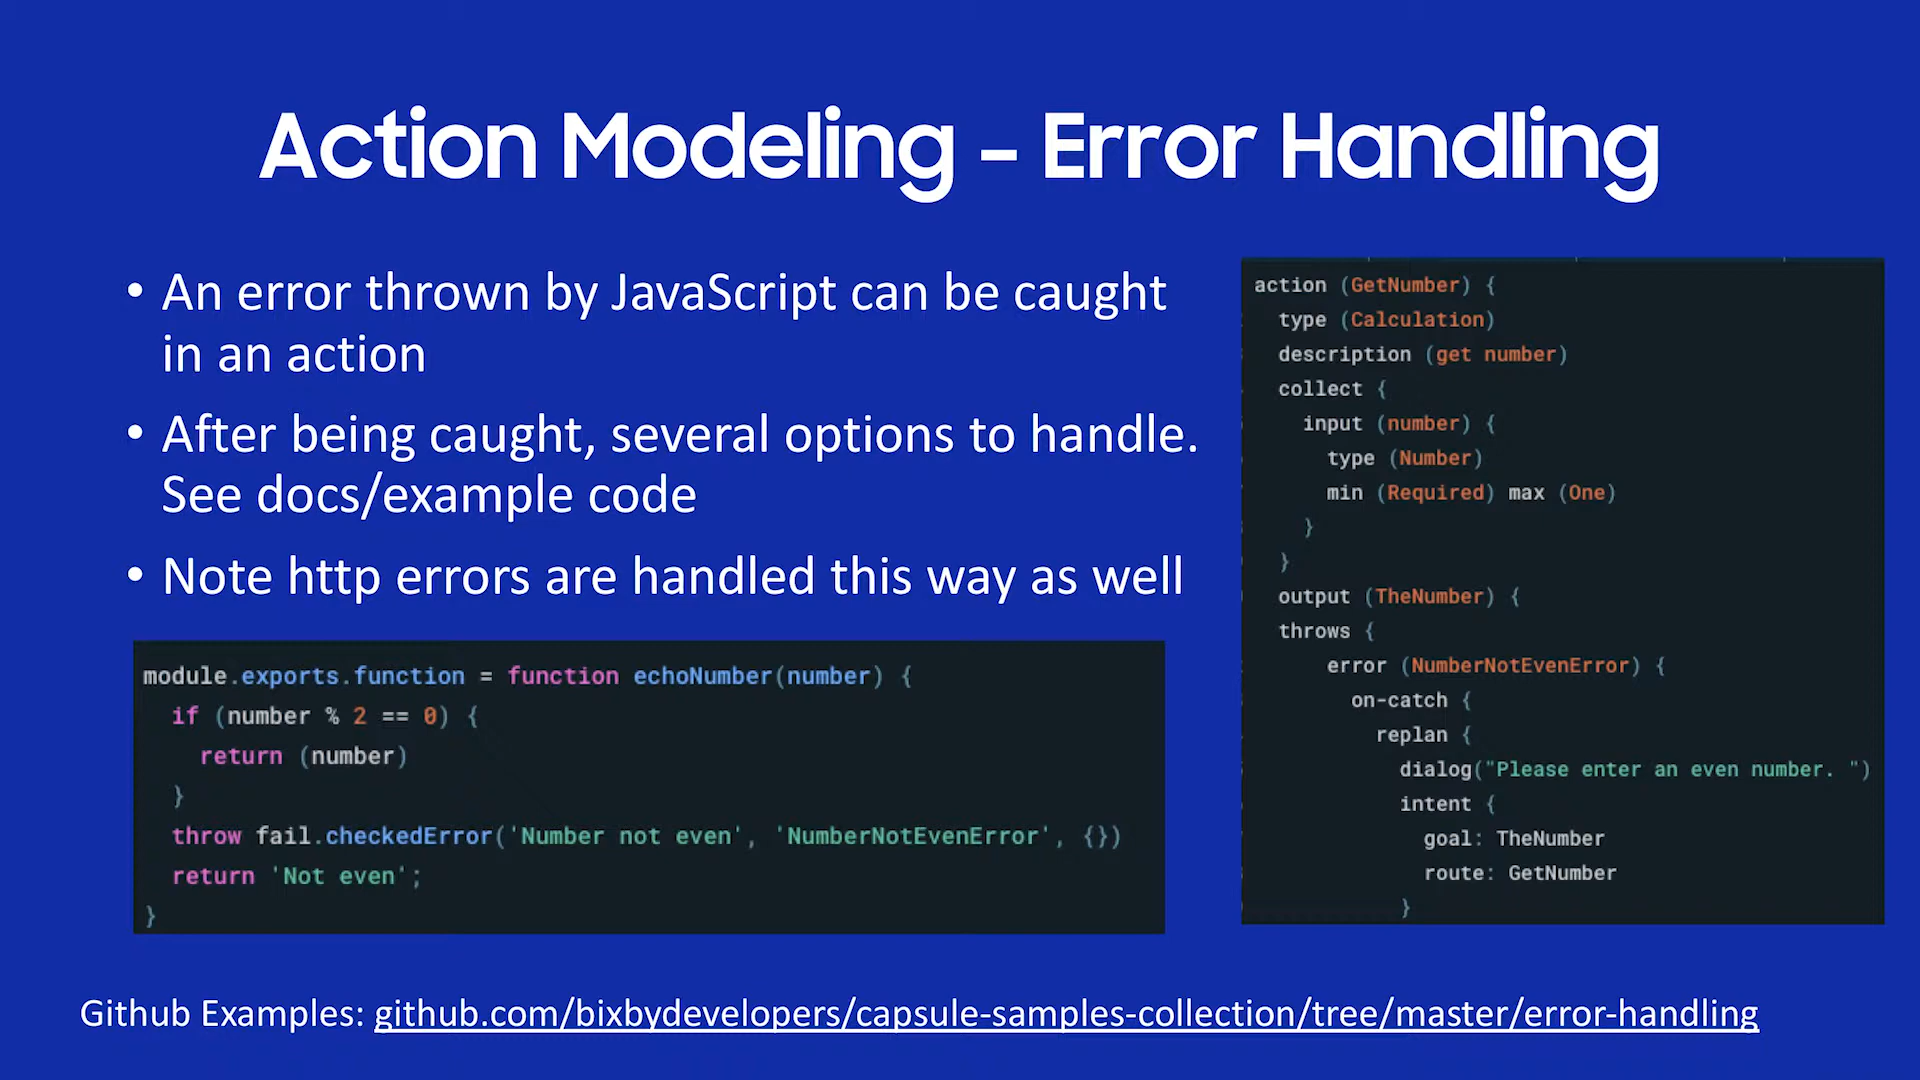 Action Modeling – Error Handling
• An error thrown by JavaScript can be caught
in an action
• After being caught, several options to handle.
See docs/example code
• Note http errors are handled this way as well
module.exports.function = function echoNumber(number) {
if (number % 2 == 0) {
return (number)
}
throw fail.checkedError('Number not even', 'NumberNotEvenError', {})
return 'Not even';
}
action (GetNumber) {
type (Calculation)
description (get number)
collect {
input (number) {
type (Number)
min (Required) max (One)
}
}
output (TheNumber) {
throws {
error (NumberNotEvenError) {
on-catch {
replan {
dialog("Please enter an even number. ")
intent {
goal: TheNumber
route: GetNumber
}
Github Examples: github.com/bixbydevelopers/capsule-samples-collection/tree/master/error-handling